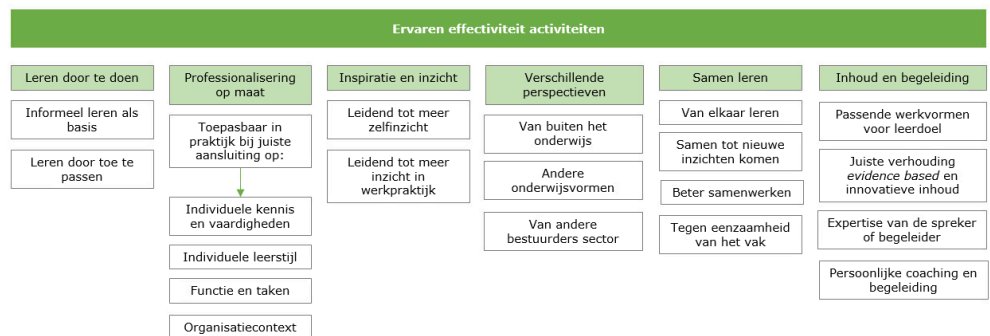 Ervaren effectiviteit activiteiten
Leren door te doen
Informeel leren als
basis
Leren door toe te
passen
Professionalisering
op maat
Toepasbaar in
praktijk bij juiste
aansluiting op:
Individuele kennis
en vaardigheden
Individuele leerstijl
Functie en taken
Organisatiecontext
Inspiratie en inzicht
Leidend tot meer
zelfinzicht
Leidend tot meer
inzicht in
werkpraktijk
Verschillende
perspectieven
Van buiten het
onderwijs
Andere
onderwijsvormen
Van andere
bestuurders sector
Samen leren
Van elkaar leren
Samen tot nieuwe
inzichten komen
Beter samenwerken
Tegen eenzaamheid
van het vak
Inhoud en begeleiding
Passende werkvormen
voor leerdoel
Juiste verhouding
evidence based en
innovatieve inhoud
Expertise van de spreker
of begeleider
Persoonlijke coaching en
begeleiding